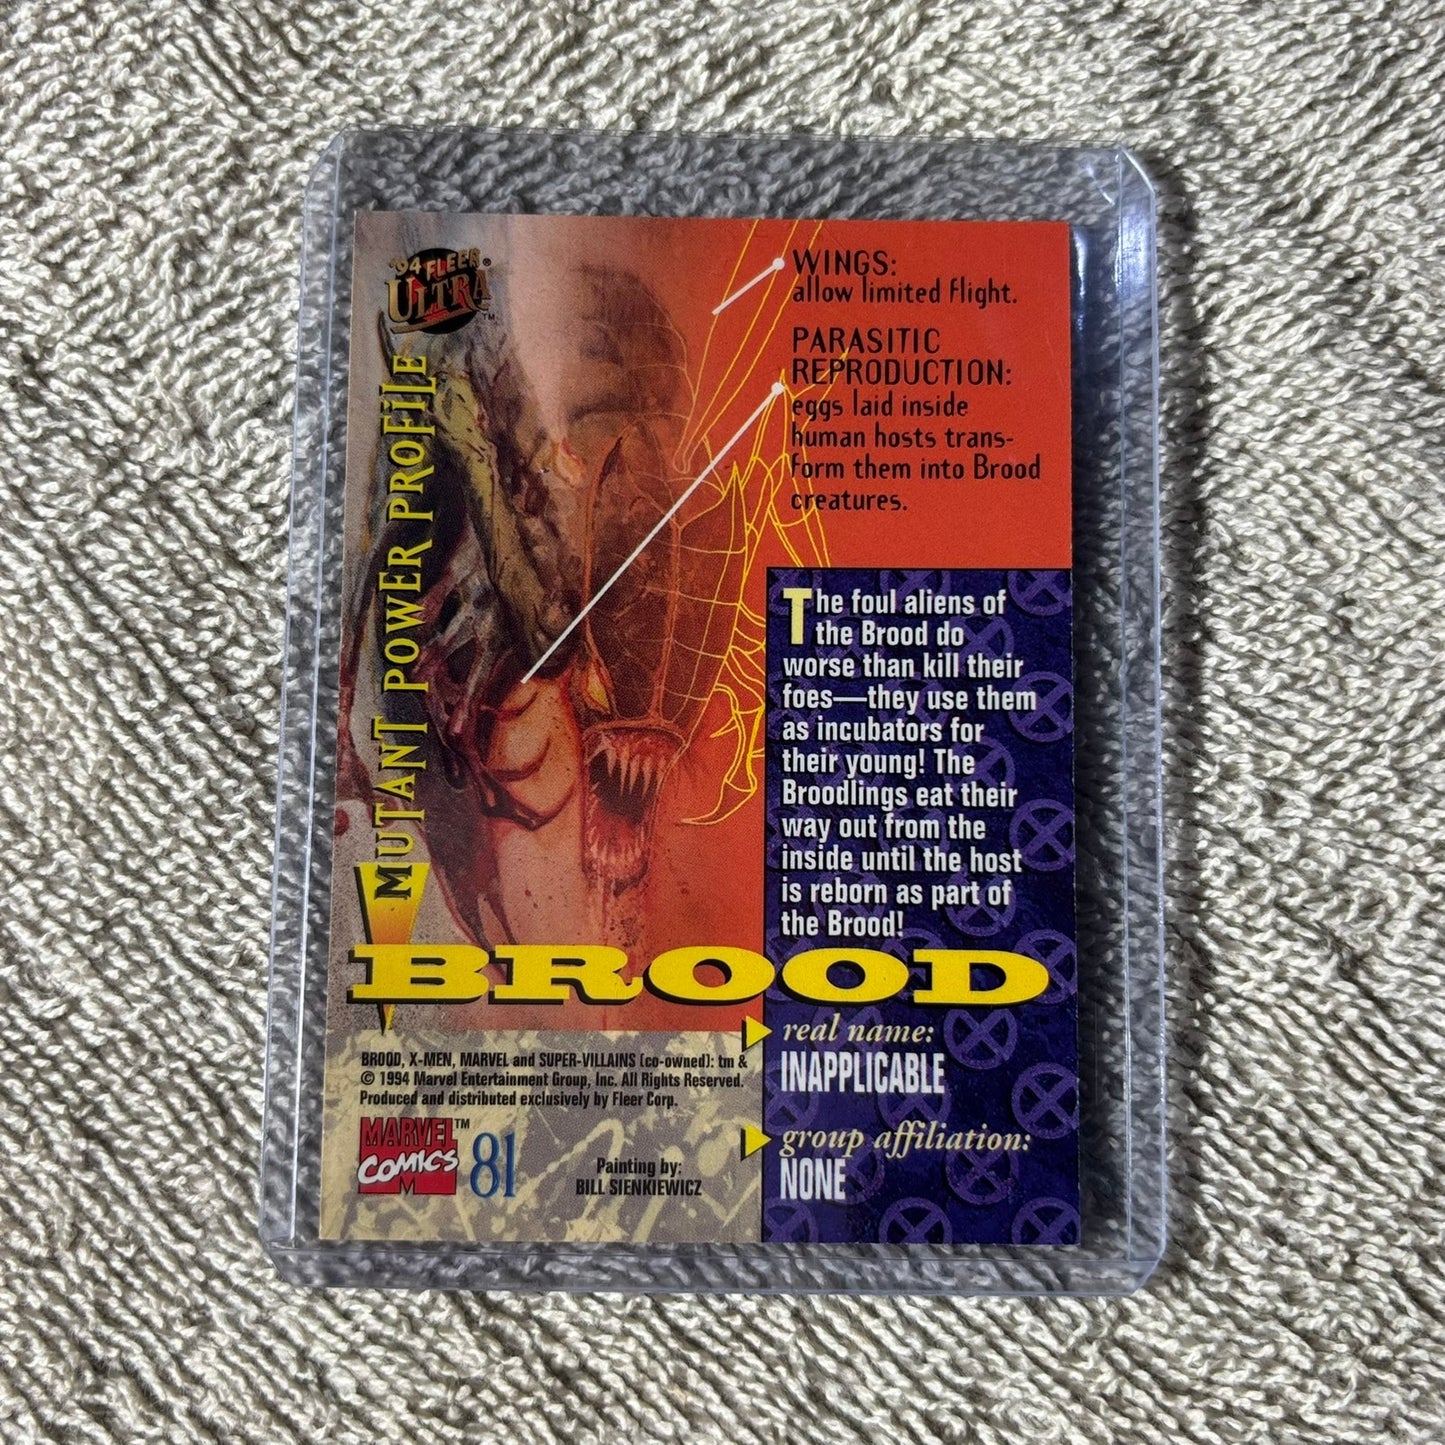 '94 FLEER®
ULTRA™
MUTANT POWER PROFILE
WINGS:
allow limited flight.
PARASITIC
REPRODUCTION:
eggs laid inside
human hosts trans-
form them into Brood
creatures.
The foul aliens of
the Brood do
worse than kill their
foes—they use them
as incubators for
their young! The
Broodlings eat their
way out from the
inside until the host
is reborn as part of
the Brood!
BROOD
real name:
INAPPLICABLE
group affiliation:
NONE
BROOD, X-MEN, MARVEL and SUPER-VILLAINS (co-owned): tm &
© 1994 Marvel Entertainment Group, Inc. All Rights Reserved.
Produced and distributed exclusively by Fleer Corp.
MARVEL™
COMICS
M
81
Painting by:
BILL SIENKIEWICZ